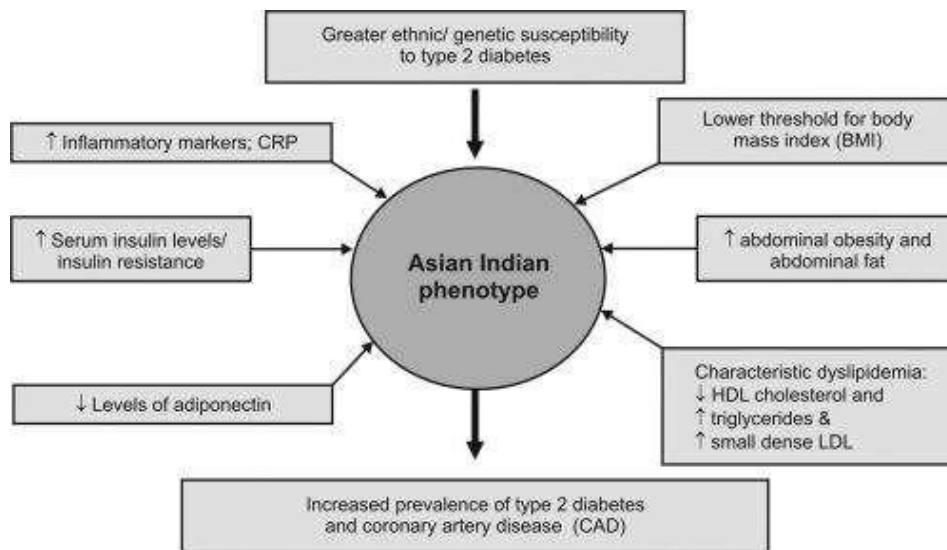 Greater ethnic/ genetic susceptibility
to type 2 diabetes
↑ Inflammatory markers; CRP
Lower threshold for body
mass index (BMI)
↑ Serum insulin levels/
insulin resistance
Asian Indian
phenotype
↑ abdominal obesity and
abdominal fat
↓ Levels of adiponectin
Characteristic dyslipidemia:
↓ HDL cholesterol and
↑ triglycerides &
↑ small dense LDL
Increased prevalence of type 2 diabetes
and coronary artery disease (CAD)